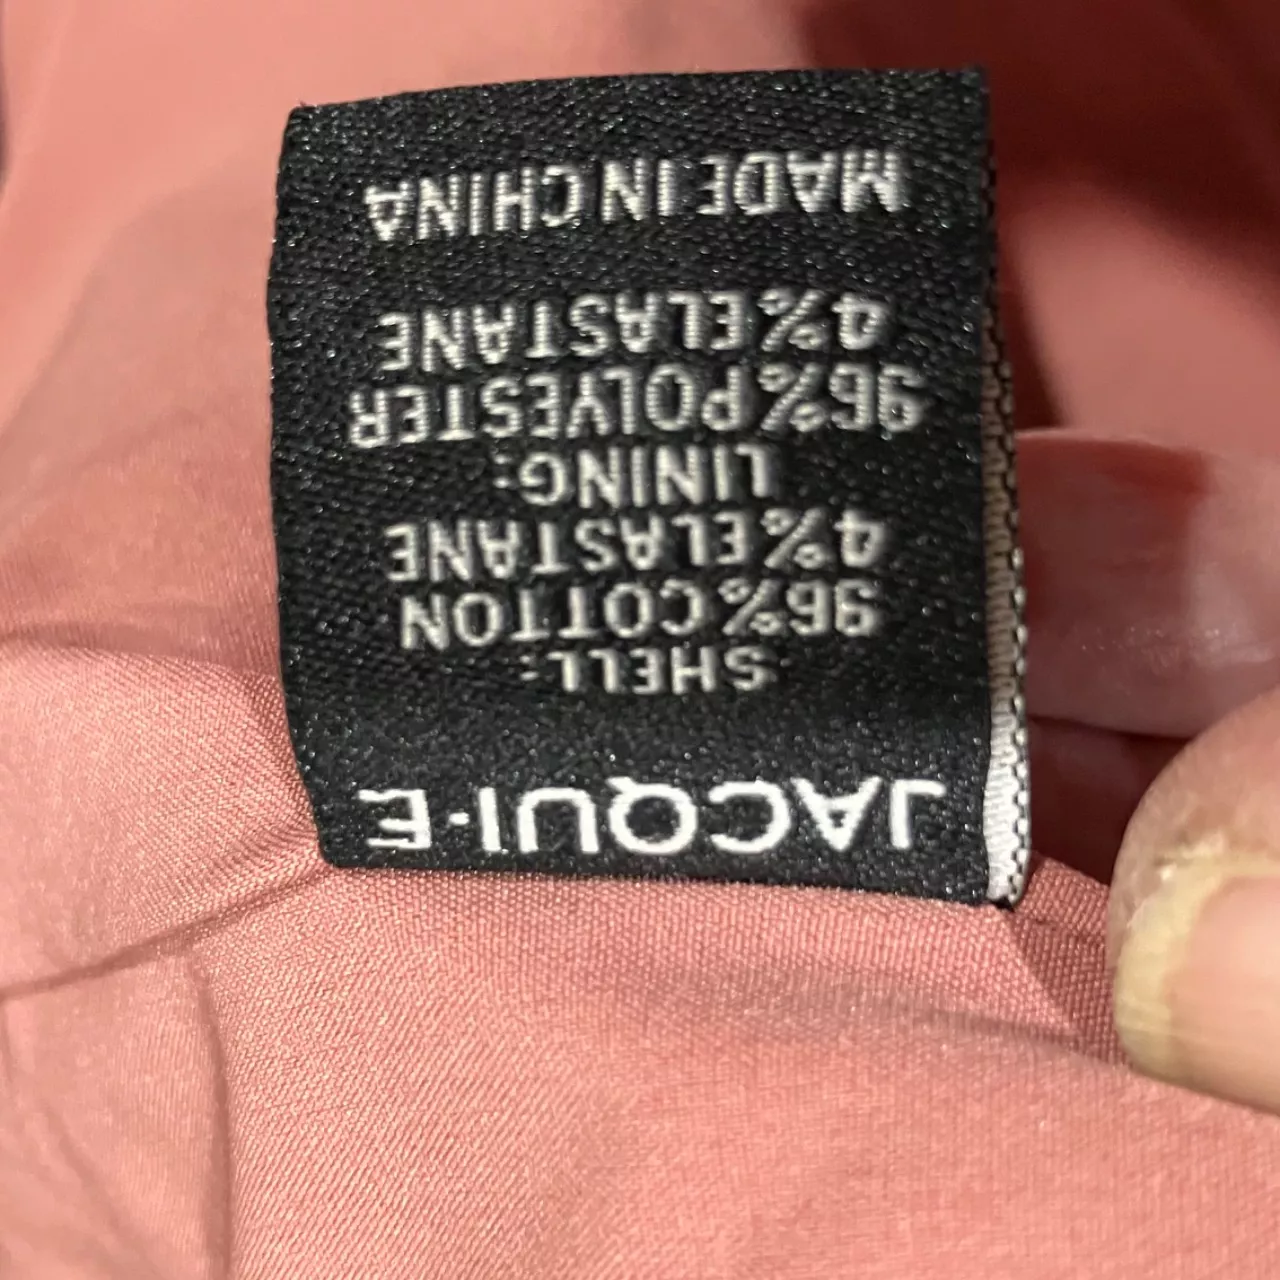 JACQUI·E
SHELL:
96% COTTON
4% ELASTANE
LINING:
96% POLYESTER
4% ELASTANE
MADE IN CHINA